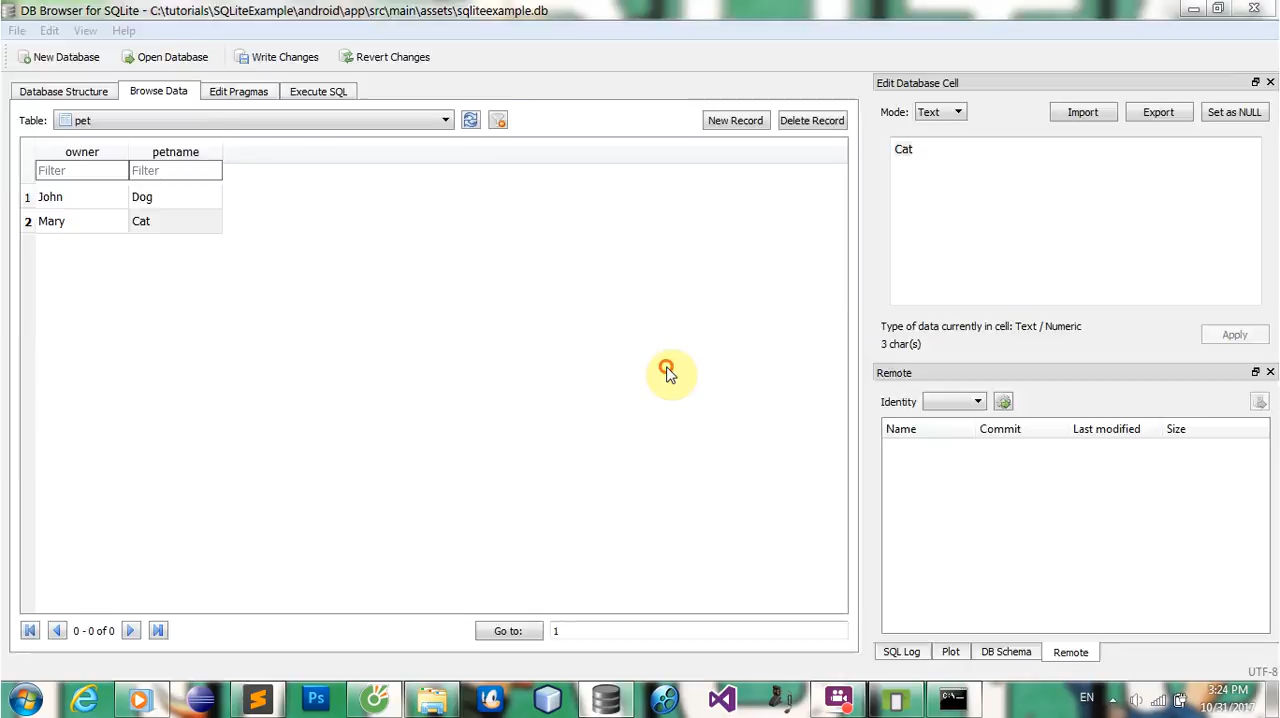 DB Browser for SQLite - C:\tutorials\SQLiteExample\android\app\src\main\assets\sqliteexample.db
File Edit View Help
New Database Open Database Write Changes Revert Changes
Database Structure Browse Data Edit Pragmas Execute SQL
Table: pet New Record Delete Record
owner petname
Filter Filter
1 John Dog
2 Mary Cat
0 - 0 of 0 Go to: 1
Edit Database Cell
Mode: Text Import Export Set as NULL
Cat
Type of data currently in cell: Text / Numeric
3 char(s)
Apply
Remote
Identity
Name Commit Last modified Size
SQL Log Plot DB Schema Remote
UTF-8
Ps EN 3:24 PM
10/31/2017